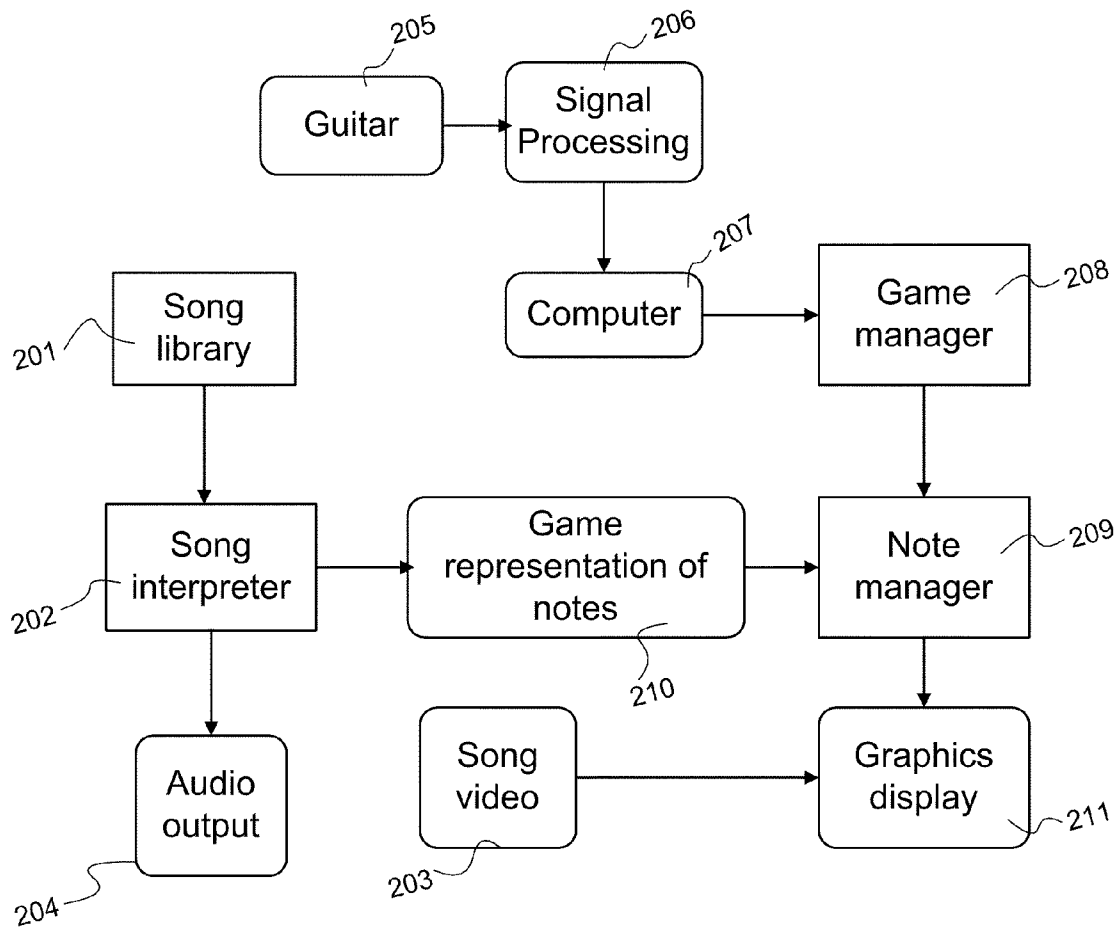 205
206
Guitar
Signal
Processing
207
Computer
208
Game
manager
Song
library
201
Song
interpreter
202
Game
representation of
notes
210
Note
manager
209
Audio
output
204
Song
video
203
Graphics
display
211